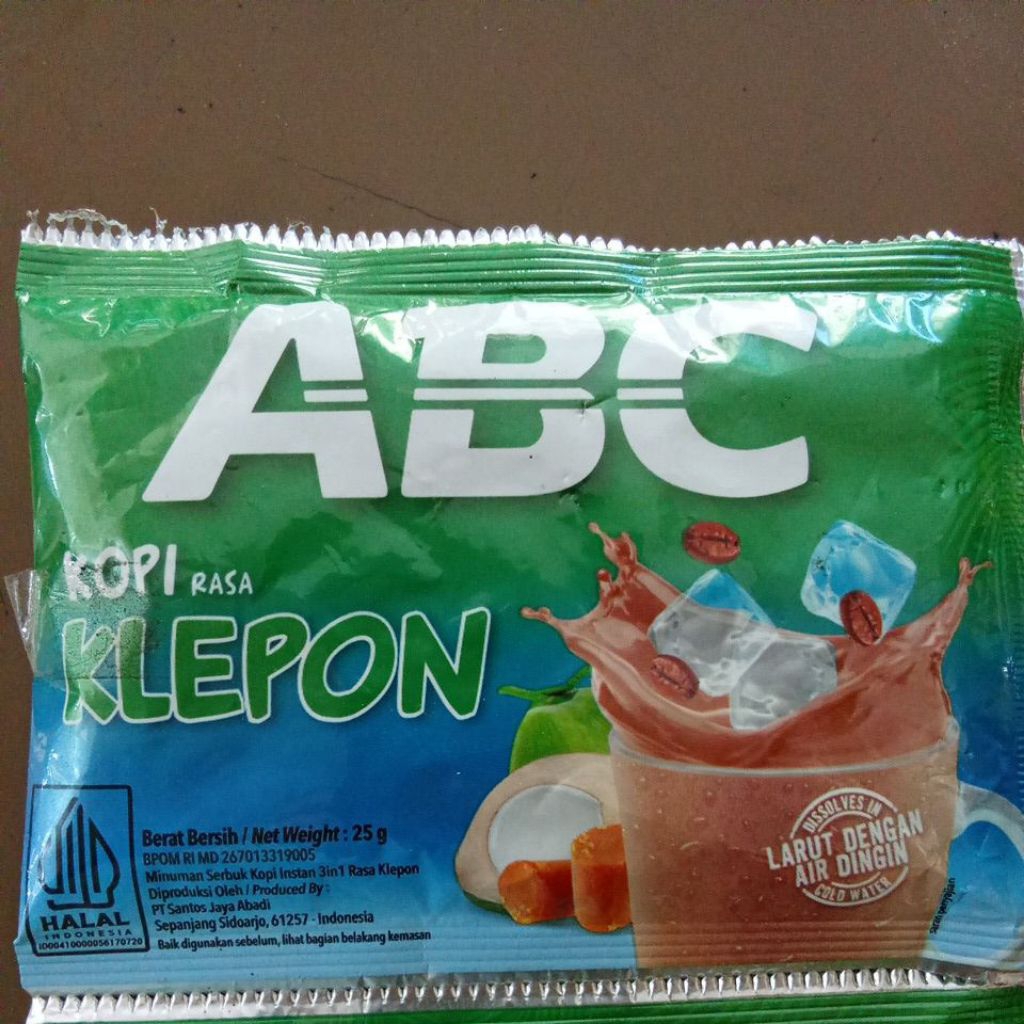 ABC
KOPI RASA
KLEPON
DISSOLVES IN
LARUT DENGAN
AIR DINGIN
COLD WATER
Berat Bersih / Net Weight : 25 g
BPOM RI MD 267013319005
Minuman Serbuk Kopi Instan 3in1 Rasa Klepon
Diproduksi Oleh / Produced By :
PT Santos Jaya Abadi
Sepanjang Sidoarjo, 61257 - Indonesia
Baik digunakan sebelum, lihat bagian belakang kemasan
HALAL
INDONESIA
ID00410000056170720